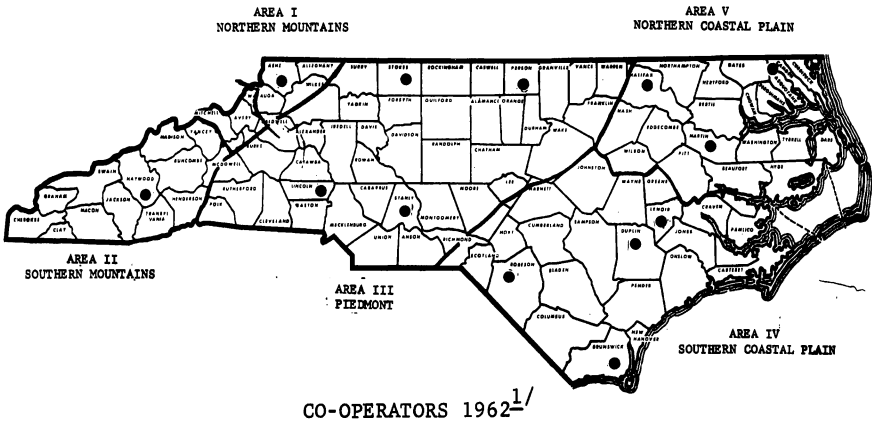 AREA I
NORTHERN MOUNTAINS
AREA V
NORTHERN COASTAL PLAIN
ASHE
ALLEGHANY
SURRY
STOKES
ROCKINGHAM
CASWELL
PERSON
GRANVILLE
VANCE
WARREN
HALIFAX
NORTHAMPTON
GATES
HERTFORD
WILKES
YADKIN
FORSYTH
GUILFORD
ALAMANCE
ORANGE
FRANKLIN
BERTIE
MITCHELL
AVERY
YANCEY
MADISON
ALEXANDER
IREDELL
DAVIE
DAVIDSON
DURHAM
WAKE
NASH
EDGECOMBE
MARTIN
WASHINGTON
TYRRELL
DARE
BURKE
RANDOLPH
CHATHAM
WILSON
PITT
BEAUFORT
HYDE
SWAIN
HAYWOOD
BUNCOMBE
MCDOWELL
CATAWBA
ROWAN
JOHNSTON
GRAHAM
JACKSON
HENDERSON
RUTHERFORD
LINCOLN
CABARRUS
STANLY
MOORE
LEE
HARNETT
WAYNE
GREENE
CHEROKEE
CLAY
MACON
TRANSYL
VANIA
POLK
CLEVELAND
GASTON
MECKLENBURG
MONTGOMERY
LENOIR
CRAVEN
PAMLICO
UNION
ANSON
RICHMOND
HOKE
CUMBERLAND
SAMPSON
DUPLIN
JONES
SCOTLAND
ROBESON
BLADEN
ONSLOW
CARTERET
PENDER
COLUMBUS
NEW
HANOVER
BRUNSWICK
AREA II
SOUTHERN MOUNTAINS
AREA III
PIEDMONT
AREA IV
SOUTHERN COASTAL PLAIN
CO-OPERATORS 1962 1/